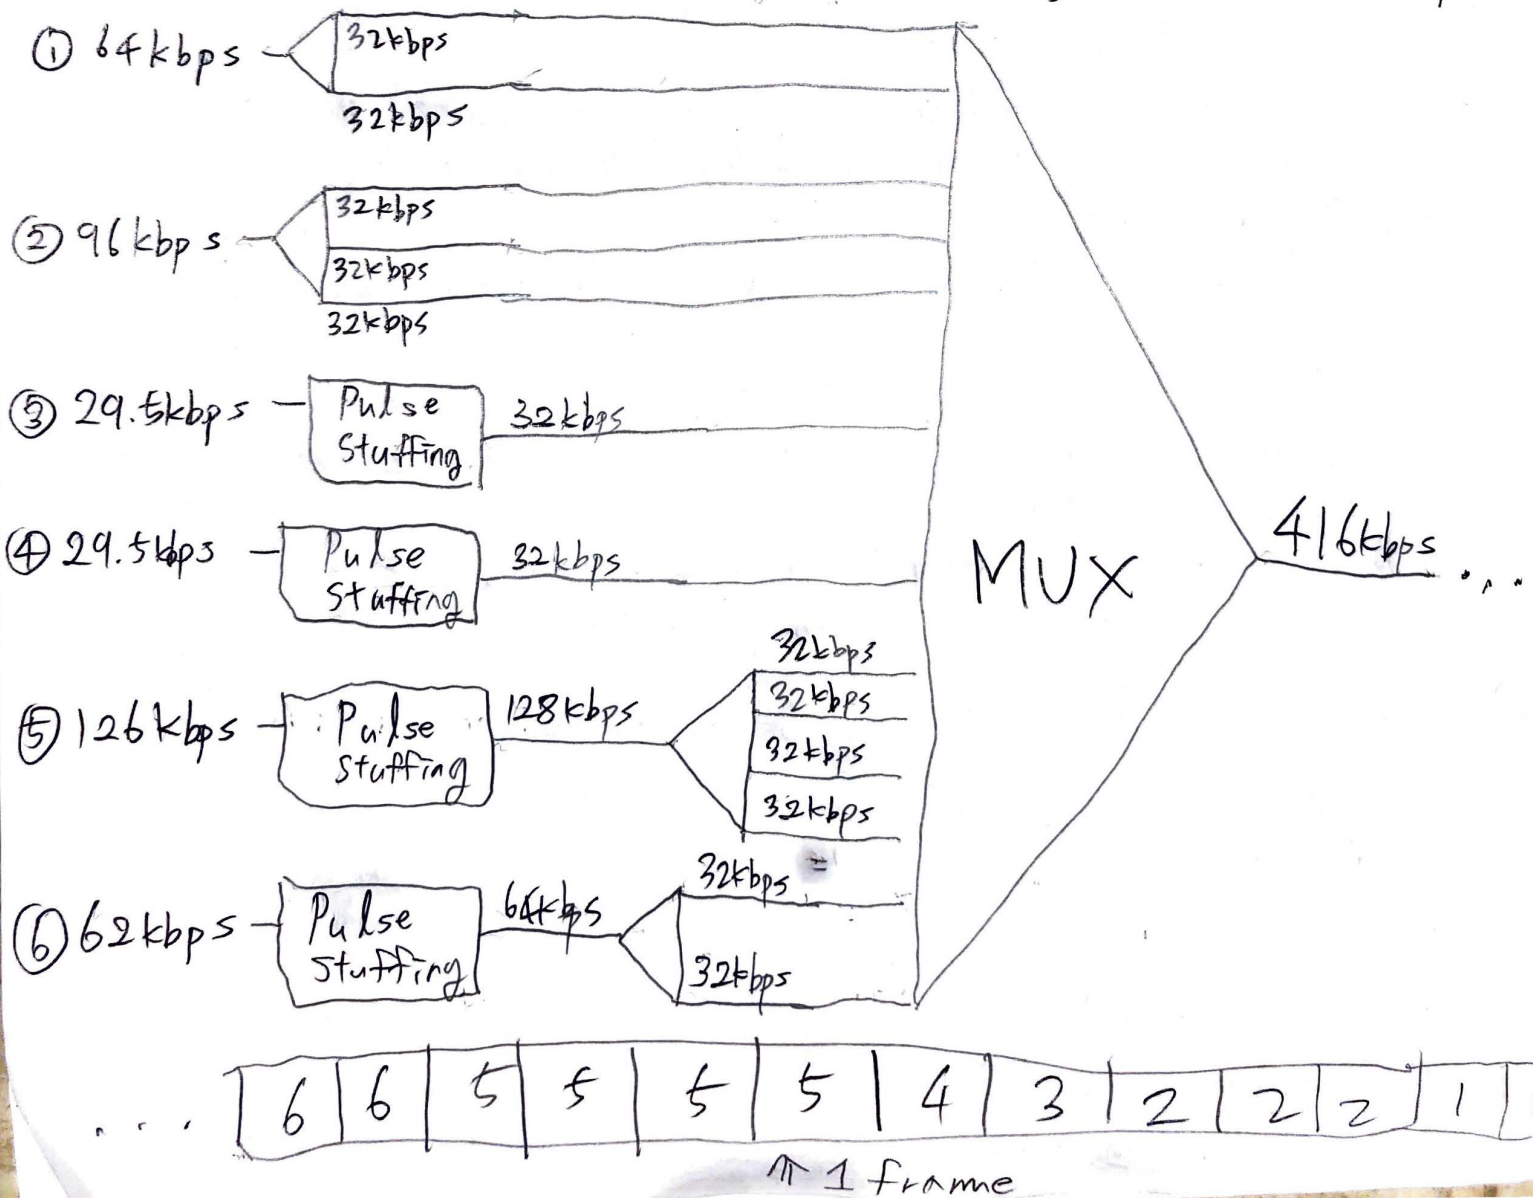 ① 64kbps
32kbps
32kbps
② 96kbps
32kbps
32kbps
32kbps
③ 29.5kbps
Pulse
Stuffing
32kbps
④ 29.5kbps
Pulse
Stuffing
32kbps
MUX
416kbps ...
⑤ 126kbps
Pulse
Stuffing
128kbps
32kbps
32kbps
32kbps
32kbps
⑥ 62kbps
Pulse
Stuffing
64kbps
32kbps
32kbps
... 6 6 5 5 5 5 4 3 2 2 2 1
⇑ 1 frame